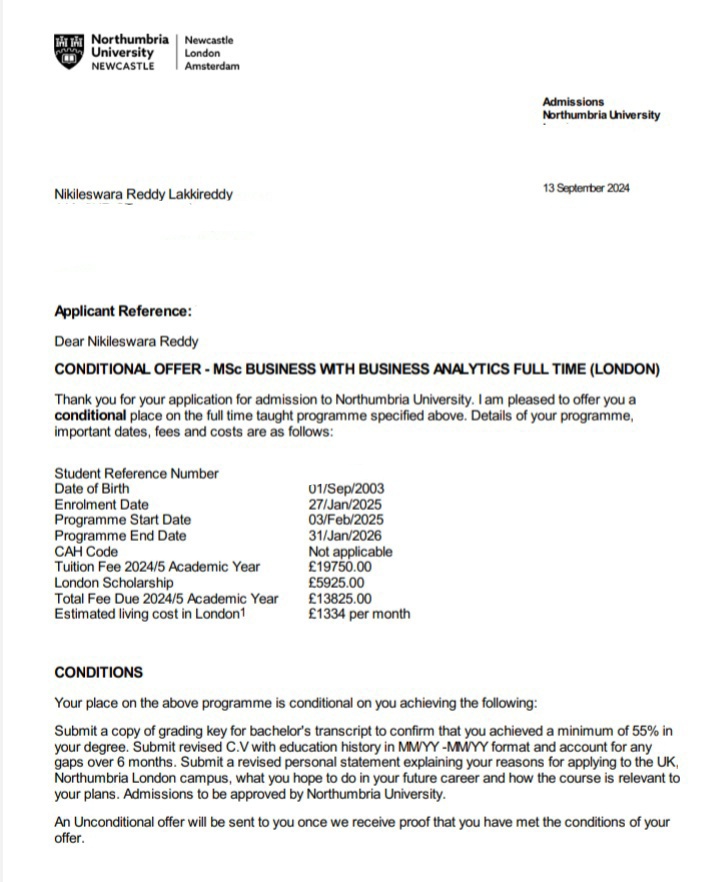 Northumbria
University
NEWCASTLE
Newcastle
London
Amsterdam
Admissions
Northumbria University
Nikileswara Reddy Lakkireddy
13 September 2024
Applicant Reference:
Dear Nikileswara Reddy
CONDITIONAL OFFER - MSc BUSINESS WITH BUSINESS ANALYTICS FULL TIME (LONDON)
Thank you for your application for admission to Northumbria University. I am pleased to offer you a
conditional place on the full time taught programme specified above. Details of your programme,
important dates, fees and costs are as follows:
Student Reference Number
Date of Birth 01/Sep/2003
Enrolment Date 27/Jan/2025
Programme Start Date 03/Feb/2025
Programme End Date 31/Jan/2026
CAH Code Not applicable
Tuition Fee 2024/5 Academic Year £19750.00
London Scholarship £5925.00
Total Fee Due 2024/5 Academic Year £13825.00
Estimated living cost in London1 £1334 per month
CONDITIONS
Your place on the above programme is conditional on you achieving the following:
Submit a copy of grading key for bachelor's transcript to confirm that you achieved a minimum of 55% in
your degree. Submit revised C.V with education history in MM/YY -MM/YY format and account for any
gaps over 6 months. Submit a revised personal statement explaining your reasons for applying to the UK,
Northumbria London campus, what you hope to do in your future career and how the course is relevant to
your plans. Admissions to be approved by Northumbria University.
An Unconditional offer will be sent to you once we receive proof that you have met the conditions of your
offer.